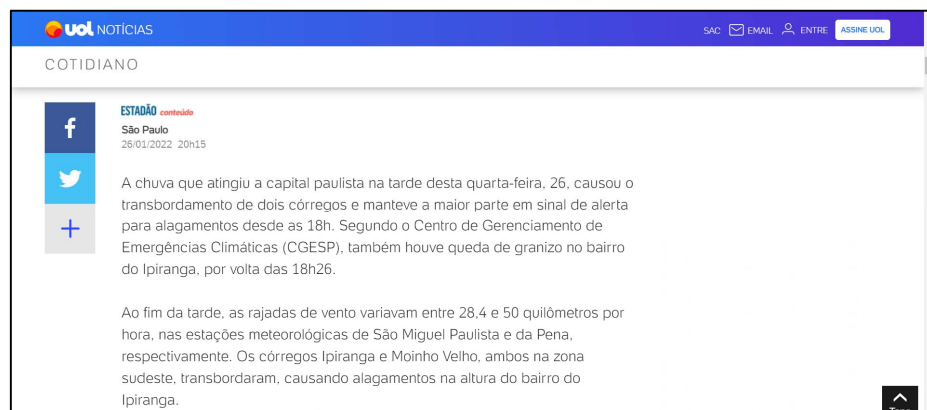 uol NOTÍCIAS
SAC EMAIL ENTRE ASSINE UOL
COTIDIANO
ESTADÃO conteúdo
São Paulo
26/01/2022 20h15
A chuva que atingiu a capital paulista na tarde desta quarta-feira, 26, causou o
transbordamento de dois córregos e manteve a maior parte em sinal de alerta
para alagamentos desde as 18h. Segundo o Centro de Gerenciamento de
Emergências Climáticas (CGESP), também houve queda de granizo no bairro
do Ipiranga, por volta das 18h26.
Ao fim da tarde, as rajadas de vento variavam entre 28,4 e 50 quilômetros por
hora, nas estações meteorológicas de São Miguel Paulista e da Pena,
respectivamente. Os córregos Ipiranga e Moinho Velho, ambos na zona
sudeste, transbordaram, causando alagamentos na altura do bairro do
Ipiranga.